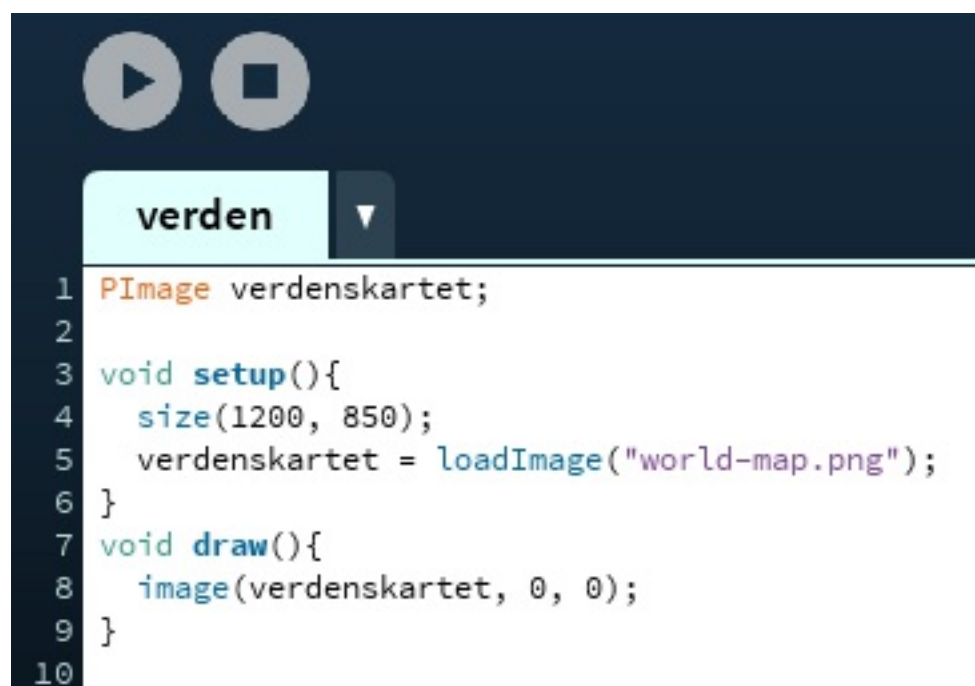 verden
1 PImage verdenskartet;
2
3 void setup(){
4   size(1200, 850);
5   verdenskartet = loadImage("world-map.png");
6 }
7 void draw(){
8   image(verdenskartet, 0, 0);
9 }
10